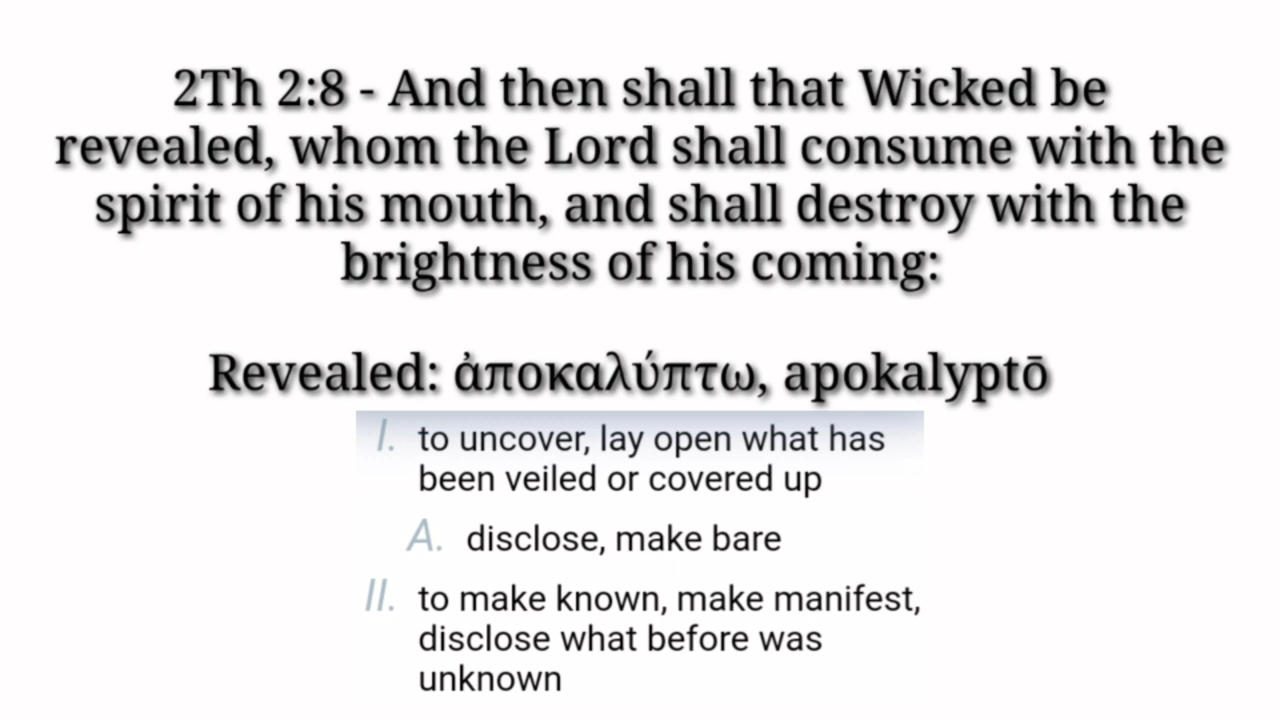 2Th 2:8 - And then shall that Wicked be
revealed, whom the Lord shall consume with the
spirit of his mouth, and shall destroy with the
brightness of his coming:
Revealed: ἀποκαλύπτω, apokalyptō
I. to uncover, lay open what has
been veiled or covered up
A. disclose, make bare
II. to make known, make manifest,
disclose what before was
unknown